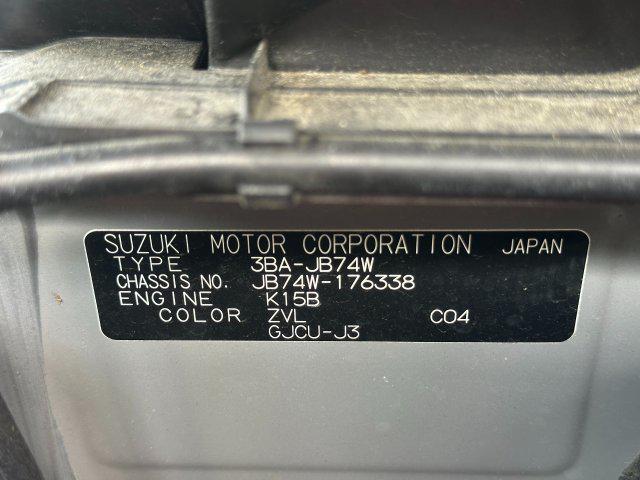 SUZUKI MOTOR CORPORATION JAPAN
TYPE 3BA-JB74W
CHASSIS NO. JB74W-176338
ENGINE K15B
COLOR ZVL C04
GJCU-J3